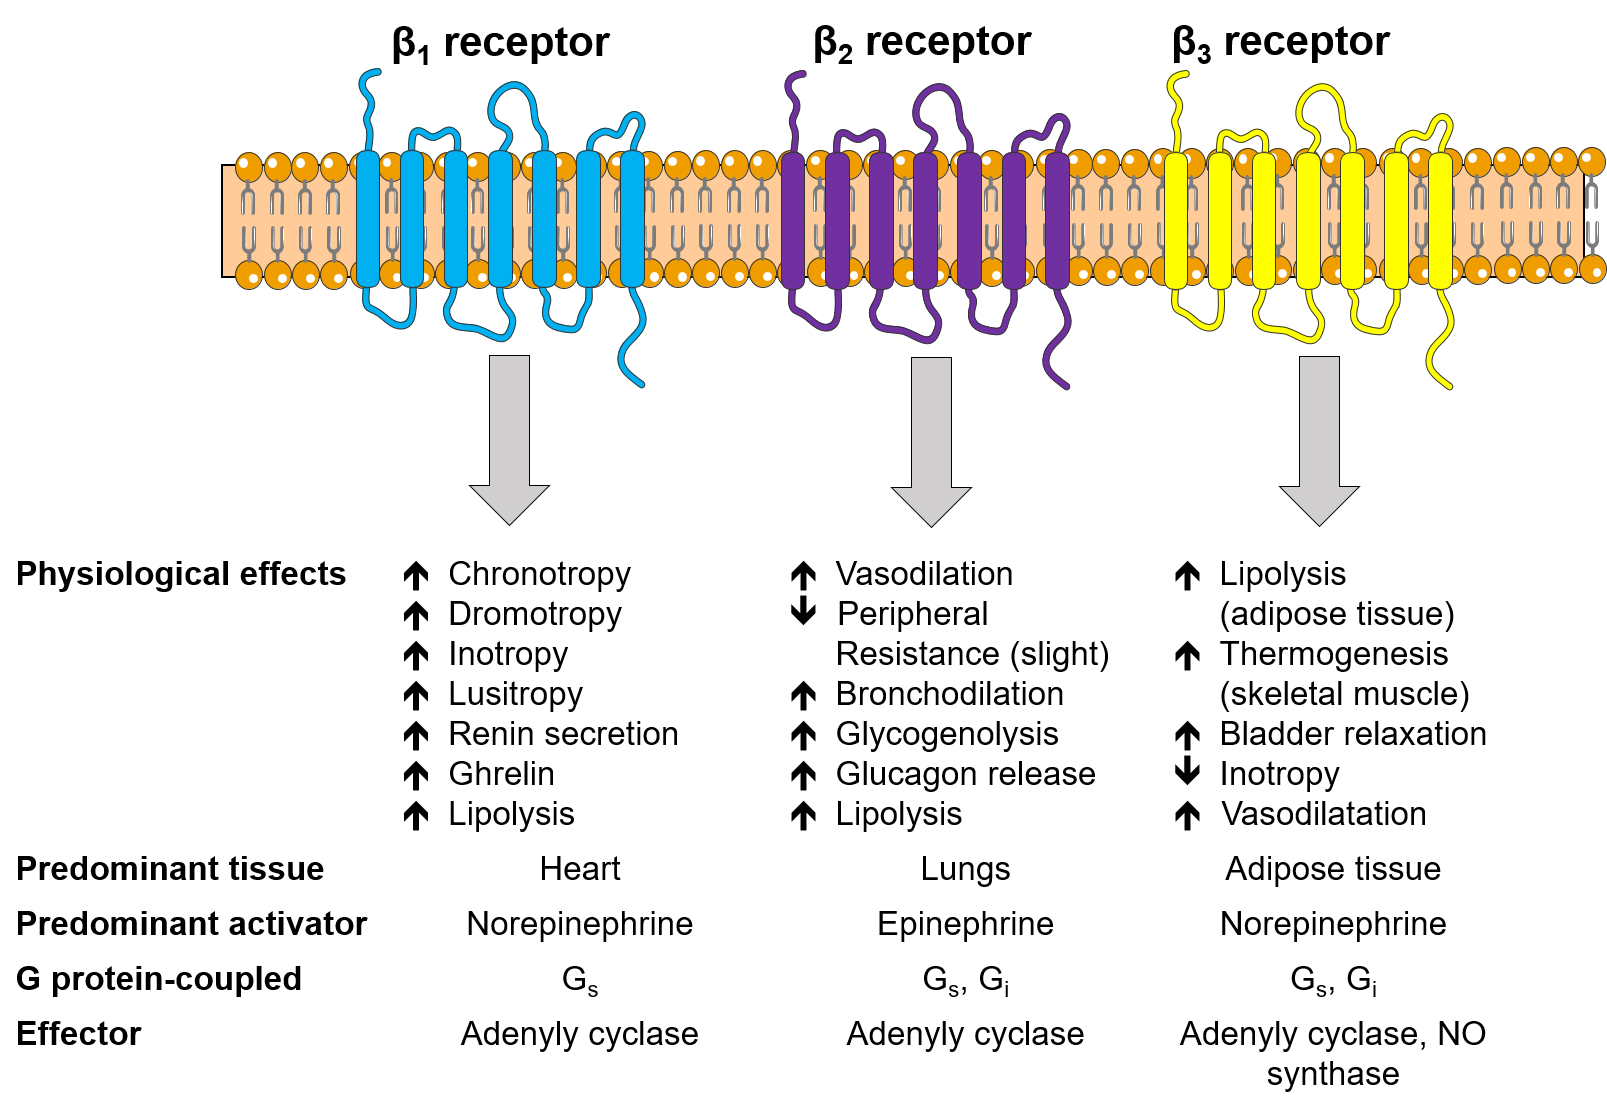 β1 receptor β2 receptor β3 receptor
Physiological effects ↑ Chronotropy ↑ Vasodilation ↑ Lipolysis
↑ Dromotropy ↓ Peripheral (adipose tissue)
↑ Inotropy Resistance (slight) ↑ Thermogenesis
↑ Lusitropy ↑ Bronchodilation (skeletal muscle)
↑ Renin secretion ↑ Glycogenolysis ↑ Bladder relaxation
↑ Ghrelin ↑ Glucagon release ↓ Inotropy
↑ Lipolysis ↑ Lipolysis ↑ Vasodilatation
Predominant tissue Heart Lungs Adipose tissue
Predominant activator Norepinephrine Epinephrine Norepinephrine
G protein-coupled Gs Gs, Gi Gs, Gi
Effector Adenyly cyclase Adenyly cyclase Adenyly cyclase, NO
synthase